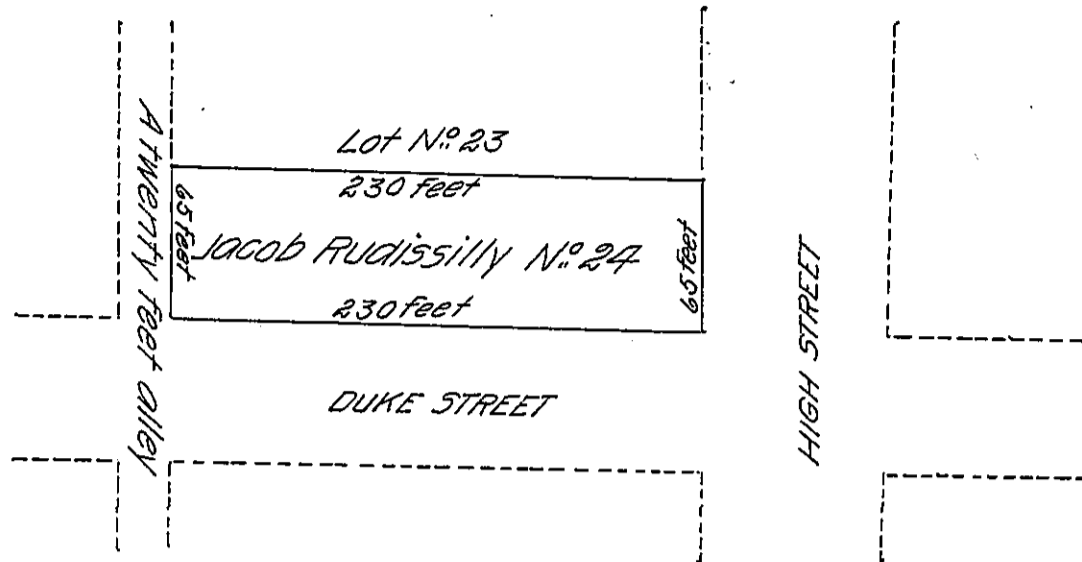 Lot Nº 23
230 feet
65 feet
Jacob Rudissilly Nº 24
65 feet
230 feet
A twenty feet alley
DUKE STREET
HIGH STREET